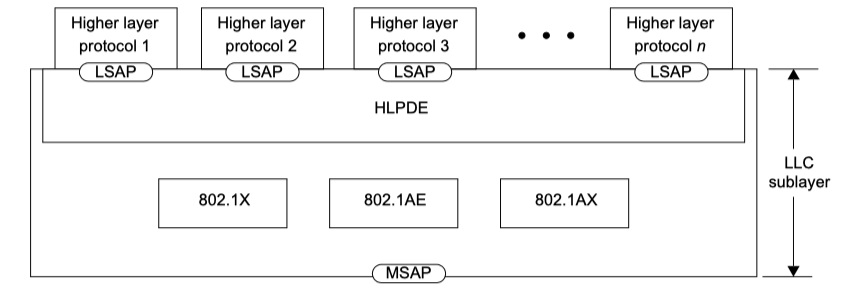 Higher layer
protocol 1
Higher layer
protocol 2
Higher layer
protocol 3
• • •
Higher layer
protocol n
LSAP
LSAP
LSAP
LSAP
HLPDE
LLC
sublayer
802.1X
802.1AE
802.1AX
MSAP